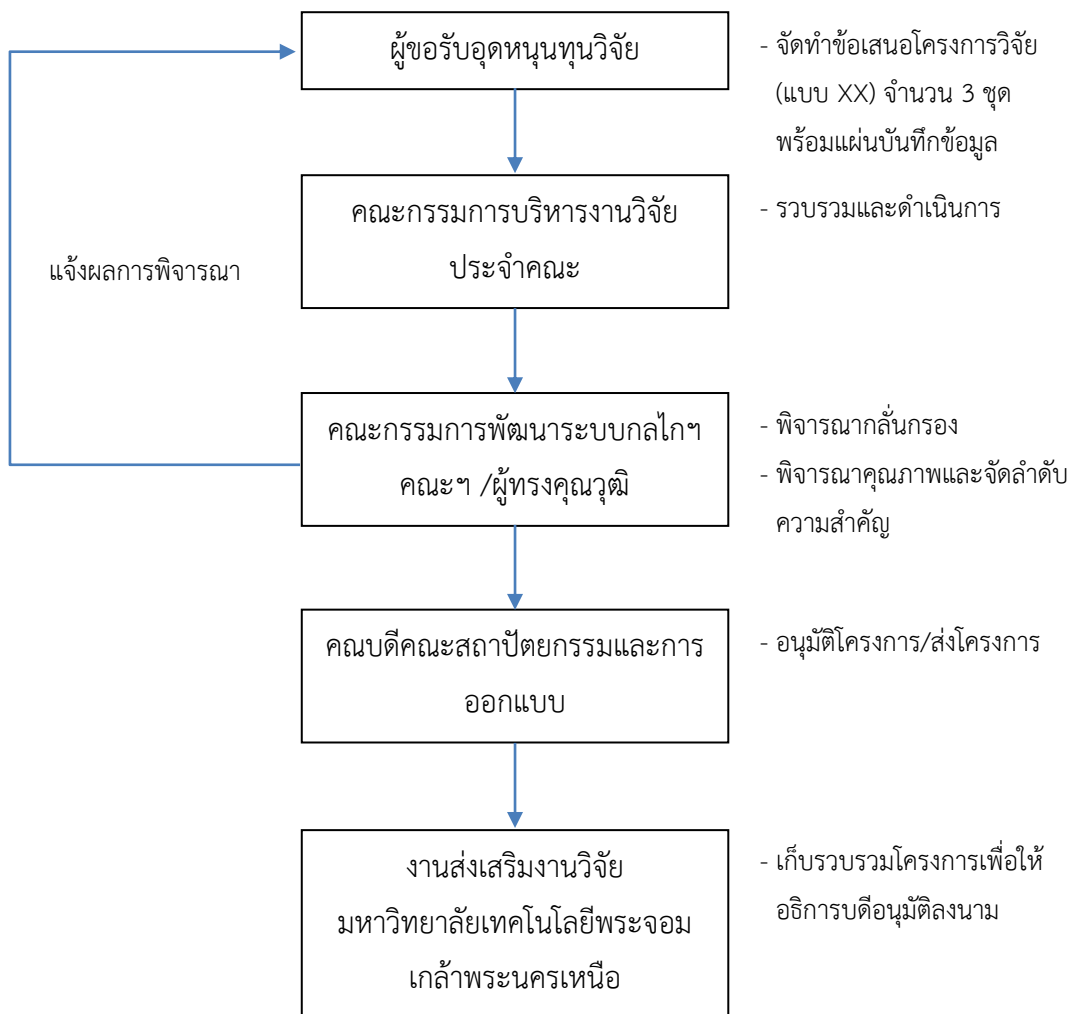 ผู้ขอรับอุดหนุนทุนวิจัย
- จัดทำข้อเสนอโครงการวิจัย
(แบบ XX) จำนวน 3 ชุด
พร้อมแผ่นบันทึกข้อมูล
คณะกรรมการบริหารงานวิจัย
ประจำคณะ
- รวบรวมและดำเนินการ
แจ้งผลการพิจารณา
คณะกรรมการพัฒนาระบบกลไกฯ
คณะฯ /ผู้ทรงคุณวุฒิ
- พิจารณากลั่นกรอง
- พิจารณาคุณภาพและจัดลำดับ
ความสำคัญ
คณบดีคณะสถาปัตยกรรมและการ
ออกแบบ
- อนุมัติโครงการ/ส่งโครงการ
งานส่งเสริมงานวิจัย
มหาวิทยาลัยเทคโนโลยีพระจอม
เกล้าพระนครเหนือ
- เก็บรวบรวมโครงการเพื่อให้
อธิการบดีอนุมัติลงนาม